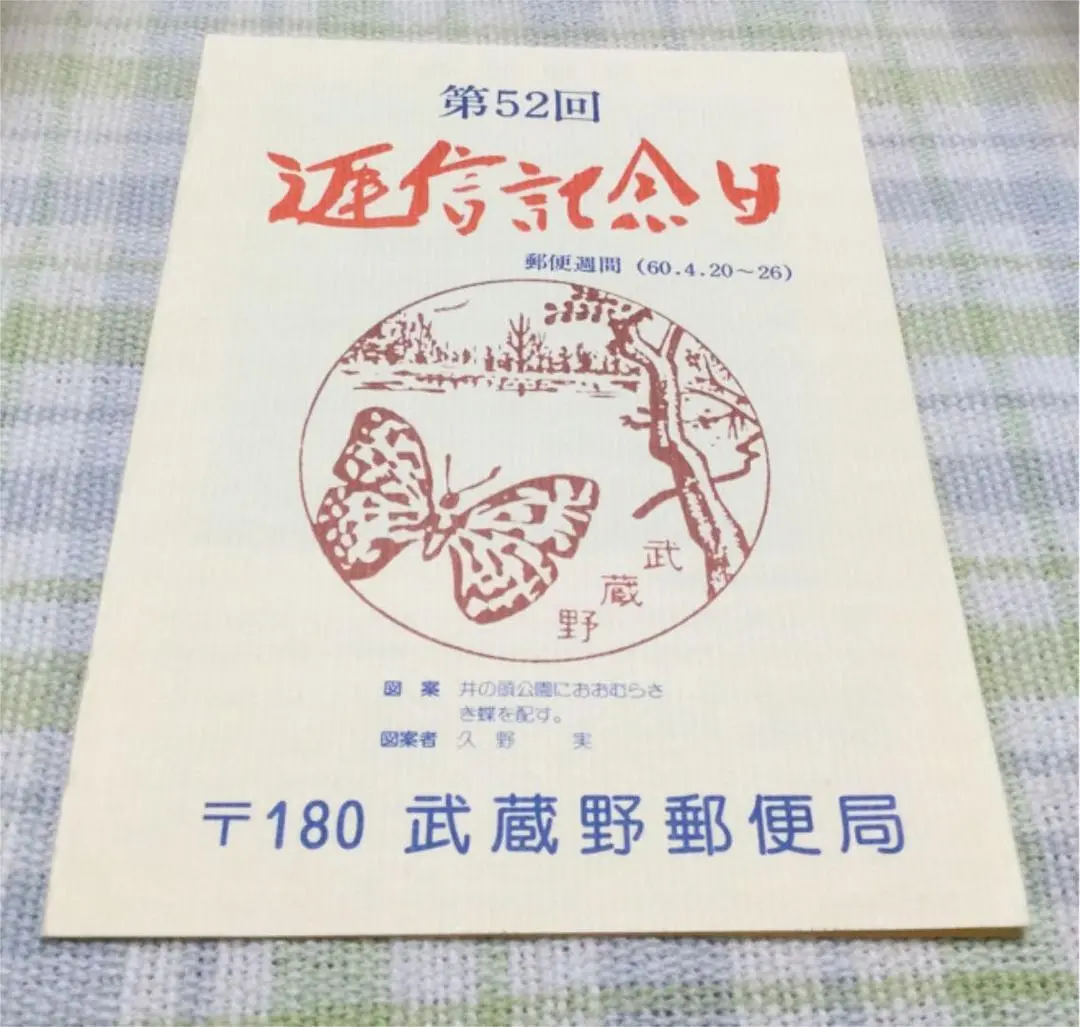 第52回
逓信記念日
郵便週間（60.4.20～26）
武蔵野
図案 井の頭公園におおむらさ
き蝶を配す。
図案者 久野 実
〒180 武蔵野郵便局